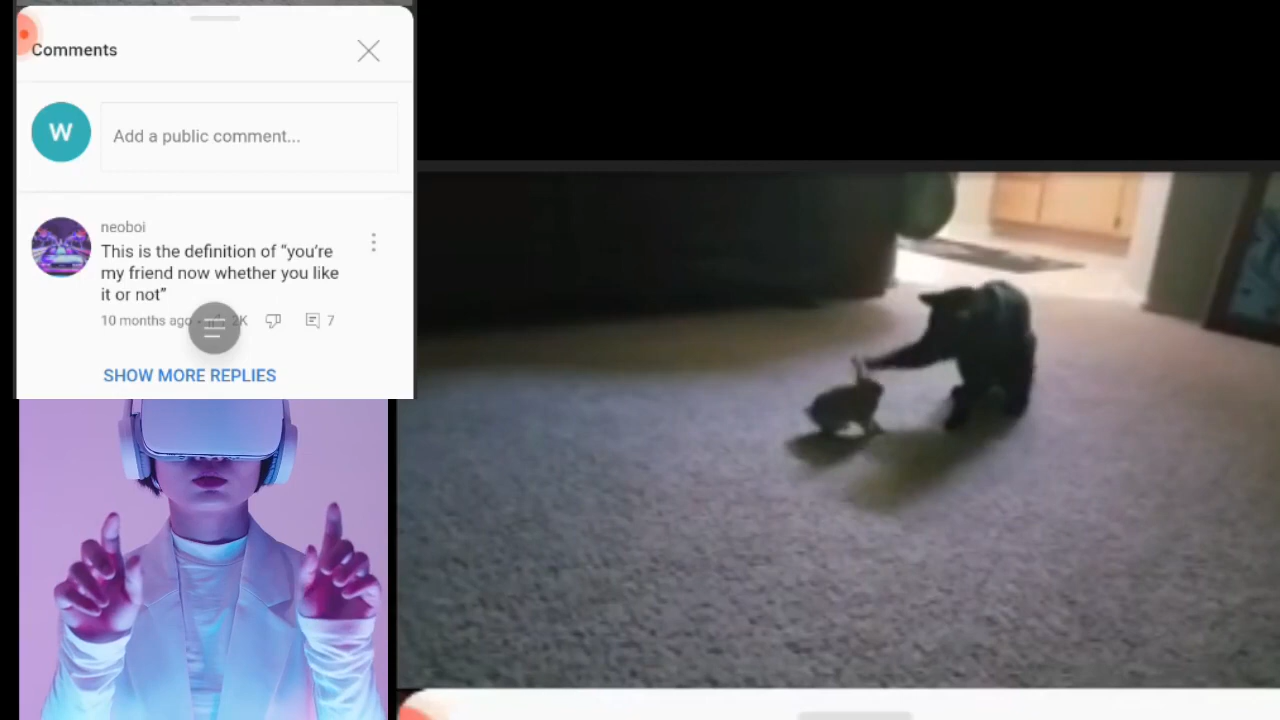 Comments
W
Add a public comment...
neoboi
This is the definition of “you’re
my friend now whether you like
it or not”
10 months ago • 2K 7
SHOW MORE REPLIES